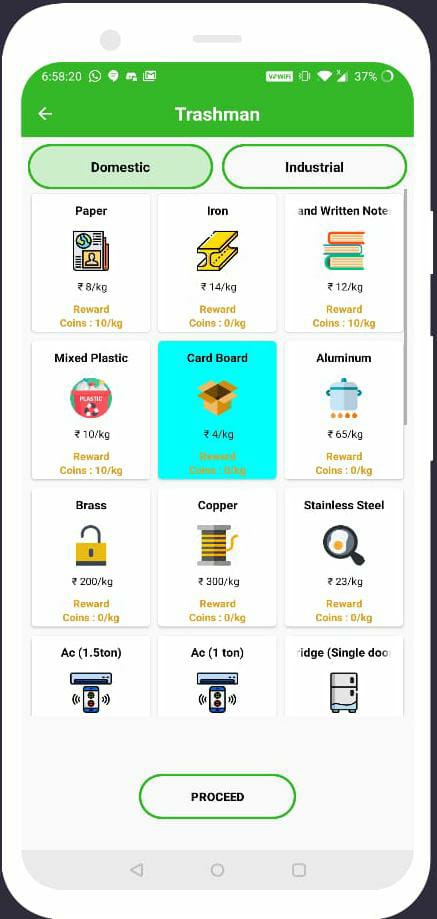 6:58:20
VoWiFi
37%
Trashman
Domestic
Industrial
Paper
₹ 8/kg
Reward
Coins : 10/kg
Iron
₹ 14/kg
Reward
Coins : 0/kg
and Written Note
₹ 12/kg
Reward
Coins : 10/kg
Mixed Plastic
PLASTIC
₹ 10/kg
Reward
Coins : 10/kg
Card Board
₹ 4/kg
Reward
Coins : 0/kg
Aluminum
₹ 65/kg
Reward
Coins : 0/kg
Brass
₹ 200/kg
Reward
Coins : 0/kg
Copper
₹ 300/kg
Reward
Coins : 0/kg
Stainless Steel
₹ 23/kg
Reward
Coins : 0/kg
Ac (1.5ton)
Ac (1 ton)
ridge (Single doo
PROCEED